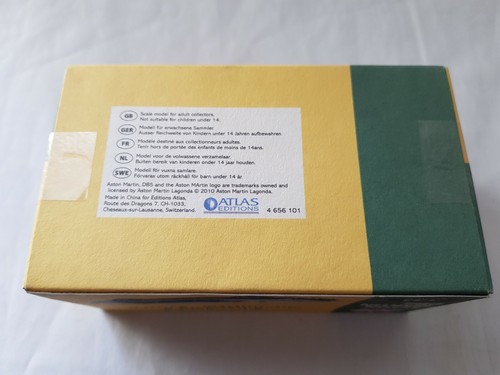 GB Scale model for adult collectors.
Not suitable for children under 14.
GER Modell für erwachsene Sammler.
Ausser Reichweite von Kindern unter 14 Jahren aufbewahren.
FR Modèle destiné aux collectionneurs adultes.
Tenir hors de portée des enfants de moins de 14ans.
NL Model voor de volwassene verzamelaar.
Buiten bereik van kinderen onder 14 jaar houden.
SWE Modell för vuxna samlare.
Förveras utom räckhåll för barn under 14 år.
Aston Martin, DB5 and the Aston MArtin logo are trademarks owned and
licensed by Aston Martin Lagonda © 2010 Aston Martin Lagonda.
Made in China for Editions Atlas,
Route des Dragons 7, CH-1033,
Cheseaux-sur-Lausanne, Switzerland.
ATLAS
EDITIONS
4 656 101